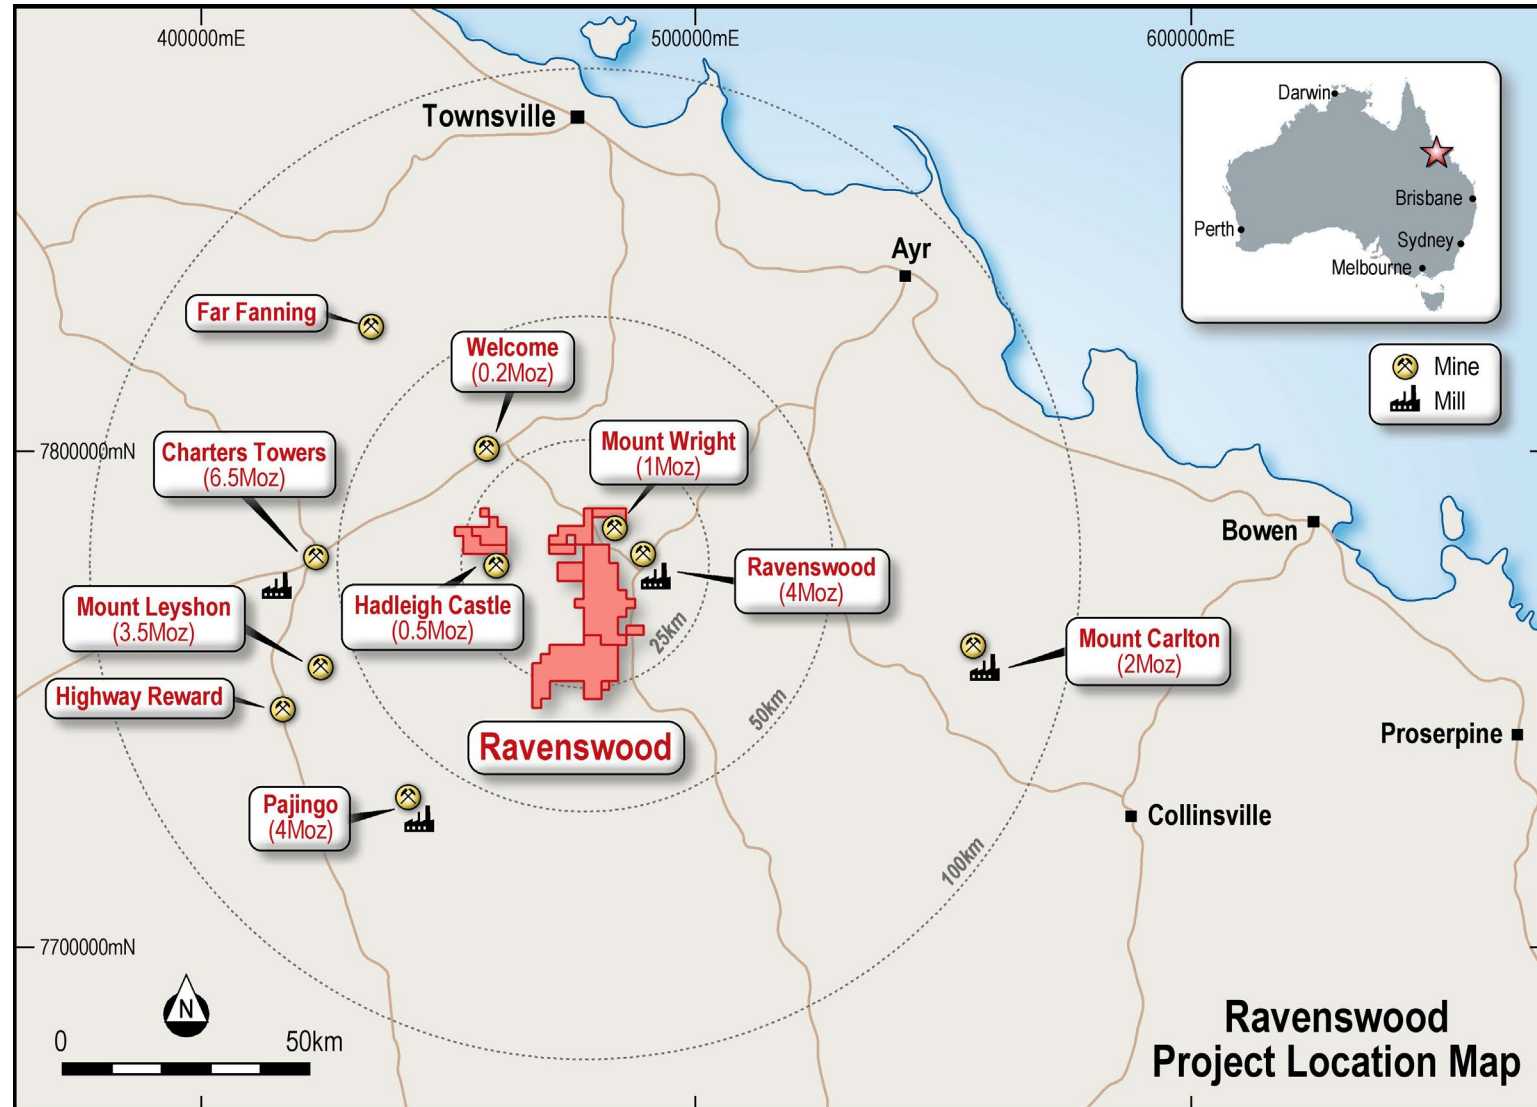 400000mE
500000mE
600000mE
Townsville
Darwin
Brisbane
Perth
Sydney
Melbourne
Ayr
Far Fanning
Welcome
(0.2Moz)
Mine
Mill
7800000mN
Charters Towers
(6.5Moz)
Mount Wright
(1Moz)
Bowen
Ravenswood
(4Moz)
Hadleigh Castle
(0.5Moz)
Mount Leyshon
(3.5Moz)
25km
Mount Carlton
(2Moz)
Highway Reward
50km
Ravenswood
Proserpine
Pajingo
(4Moz)
Collinsville
100km
7700000mN
N
0
50km
Ravenswood
Project Location Map